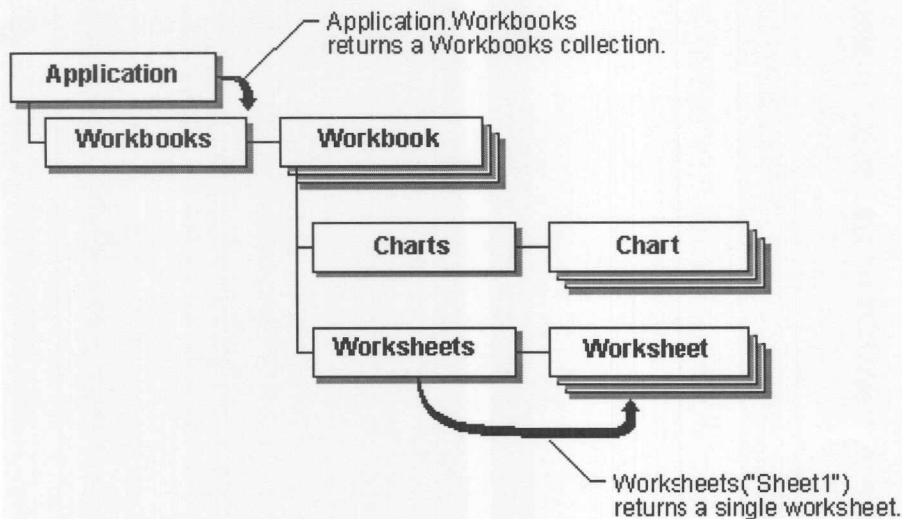 Application.Workbooks
returns a Workbooks collection.
Application
Workbooks
Workbook
Charts
Chart
Worksheets
Worksheet
Worksheets("Sheet1")
returns a single worksheet.